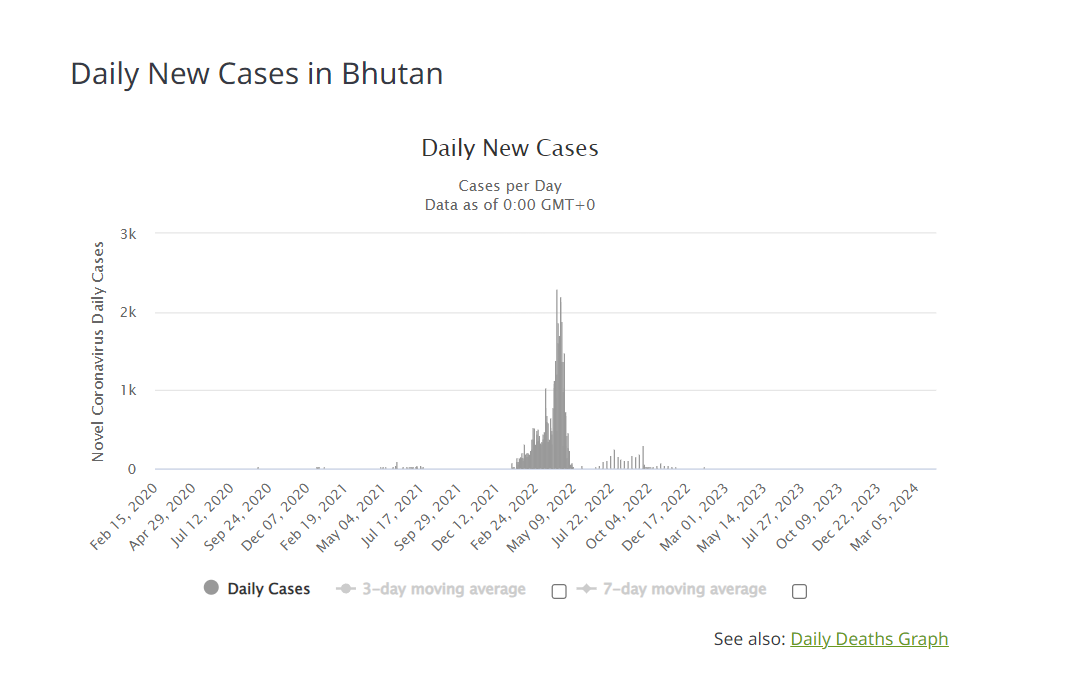 Daily New Cases in Bhutan
Daily New Cases
Cases per Day
Data as of 0:00 GMT+0
Novel Coronavirus Daily Cases
3k
2k
1k
0
Feb 15, 2020
Apr 29, 2020
Jul 12, 2020
Sep 24, 2020
Dec 07, 2020
Feb 19, 2021
May 04, 2021
Jul 17, 2021
Sep 29, 2021
Dec 12, 2021
Feb 24, 2022
May 09, 2022
Jul 22, 2022
Oct 04, 2022
Dec 17, 2022
Mar 01, 2023
May 14, 2023
Jul 27, 2023
Oct 09, 2023
Dec 22, 2023
Mar 05, 2024
Daily Cases 3-day moving average 7-day moving average
See also: Daily Deaths Graph